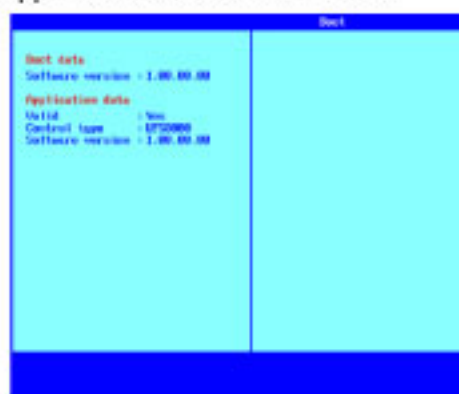 Boot
Boot data
Software version : 1.00.00.00
Application data
Valid : Yes
Control type :
Software version : 1.00.00.00